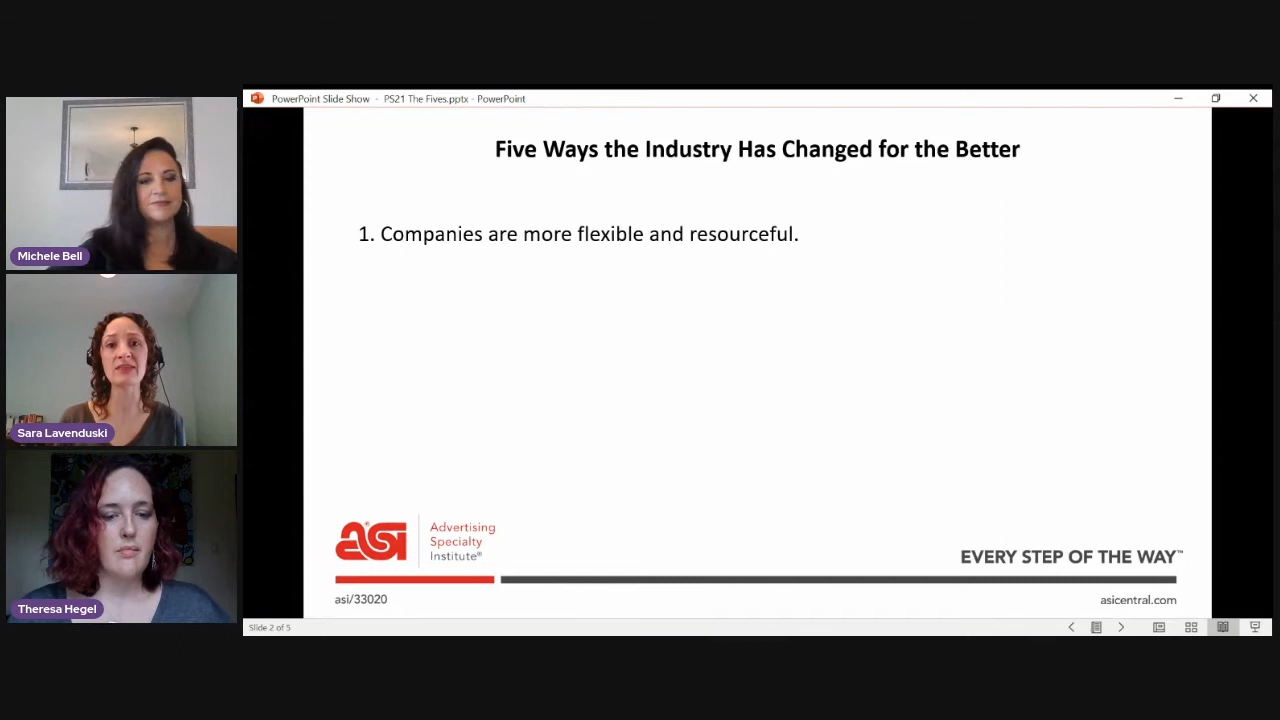 PowerPoint Slide Show - PS21 The Fives.pptx - PowerPoint
Five Ways the Industry Has Changed for the Better
1. Companies are more flexible and resourceful.
Michele Bell
Sara Lavenduski
Theresa Hegel
asi
Advertising
Specialty
Institute®
EVERY STEP OF THE WAY™
asi/33020
asicentral.com
Slide 2 of 5